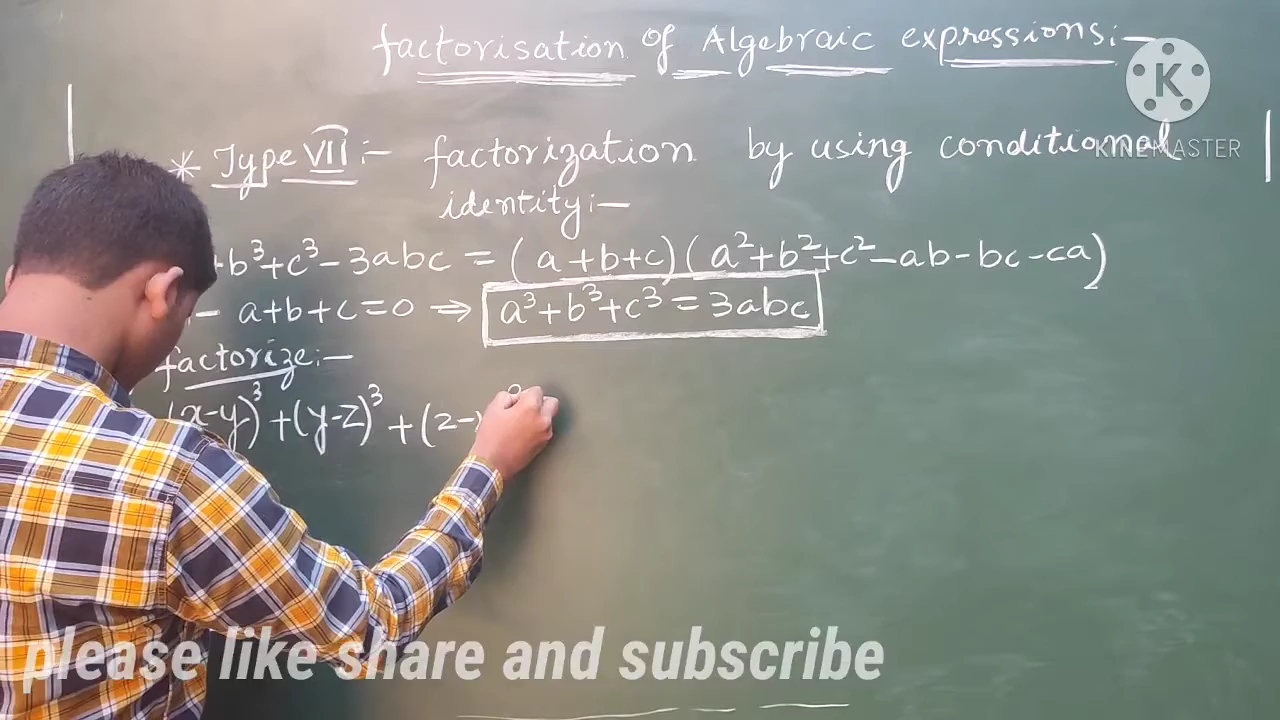 factorisation of Algebraic expressions:-
K
KINEMASTER
* Type VII:- factorization by using conditional
identity:-
+b³+c³-3abc = (a+b+c)(a²+b²+c²-ab-bc-ca)
- a+b+c=0 ⇒ a³+b³+c³=3abc
factorize:-
(x-y)³+(y-z)³+(z-
please like share and subscribe